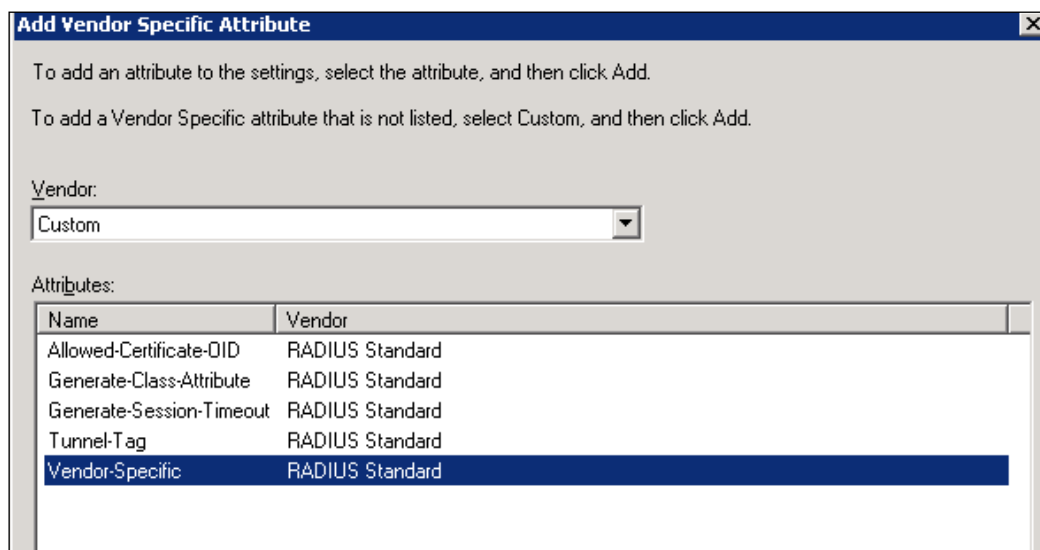 Add Vendor Specific Attribute
To add an attribute to the settings, select the attribute, and then click Add.
To add a Vendor Specific attribute that is not listed, select Custom, and then click Add.
Vendor:
Custom
Attributes:
Name Vendor
Allowed-Certificate-OID RADIUS Standard
Generate-Class-Attribute RADIUS Standard
Generate-Session-Timeout RADIUS Standard
Tunnel-Tag RADIUS Standard
Vendor-Specific RADIUS Standard